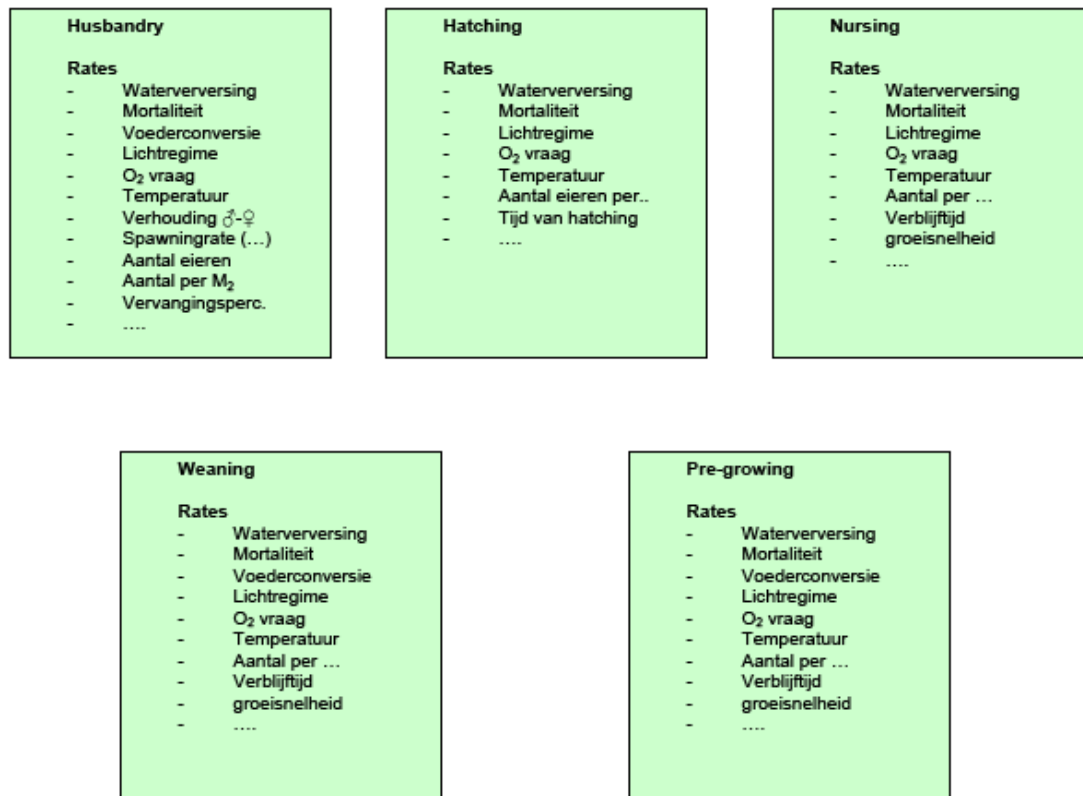 Husbandry
Rates
- Waterverversing
- Mortaliteit
- Voederconversie
- Lichtregime
- O₂ vraag
- Temperatuur
- Verhouding ♂-♀
- Spawningrate (...)
- Aantal eieren
- Aantal per M₂
- Vervangingsperc.
- ....
Hatching
Rates
- Waterverversing
- Mortaliteit
- Lichtregime
- O₂ vraag
- Temperatuur
- Aantal eieren per..
- Tijd van hatching
- ....
Nursing
Rates
- Waterverversing
- Mortaliteit
- Lichtregime
- O₂ vraag
- Temperatuur
- Aantal per ...
- Verblijftijd
- groeisnelheid
- ....
Weaning
Rates
- Waterverversing
- Mortaliteit
- Voederconversie
- Lichtregime
- O₂ vraag
- Temperatuur
- Aantal per ...
- Verblijftijd
- groeisnelheid
- ....
Pre-growing
Rates
- Waterverversing
- Mortaliteit
- Voederconversie
- Lichtregime
- O₂ vraag
- Temperatuur
- Aantal per ...
- Verblijftijd
- groeisnelheid
- ....